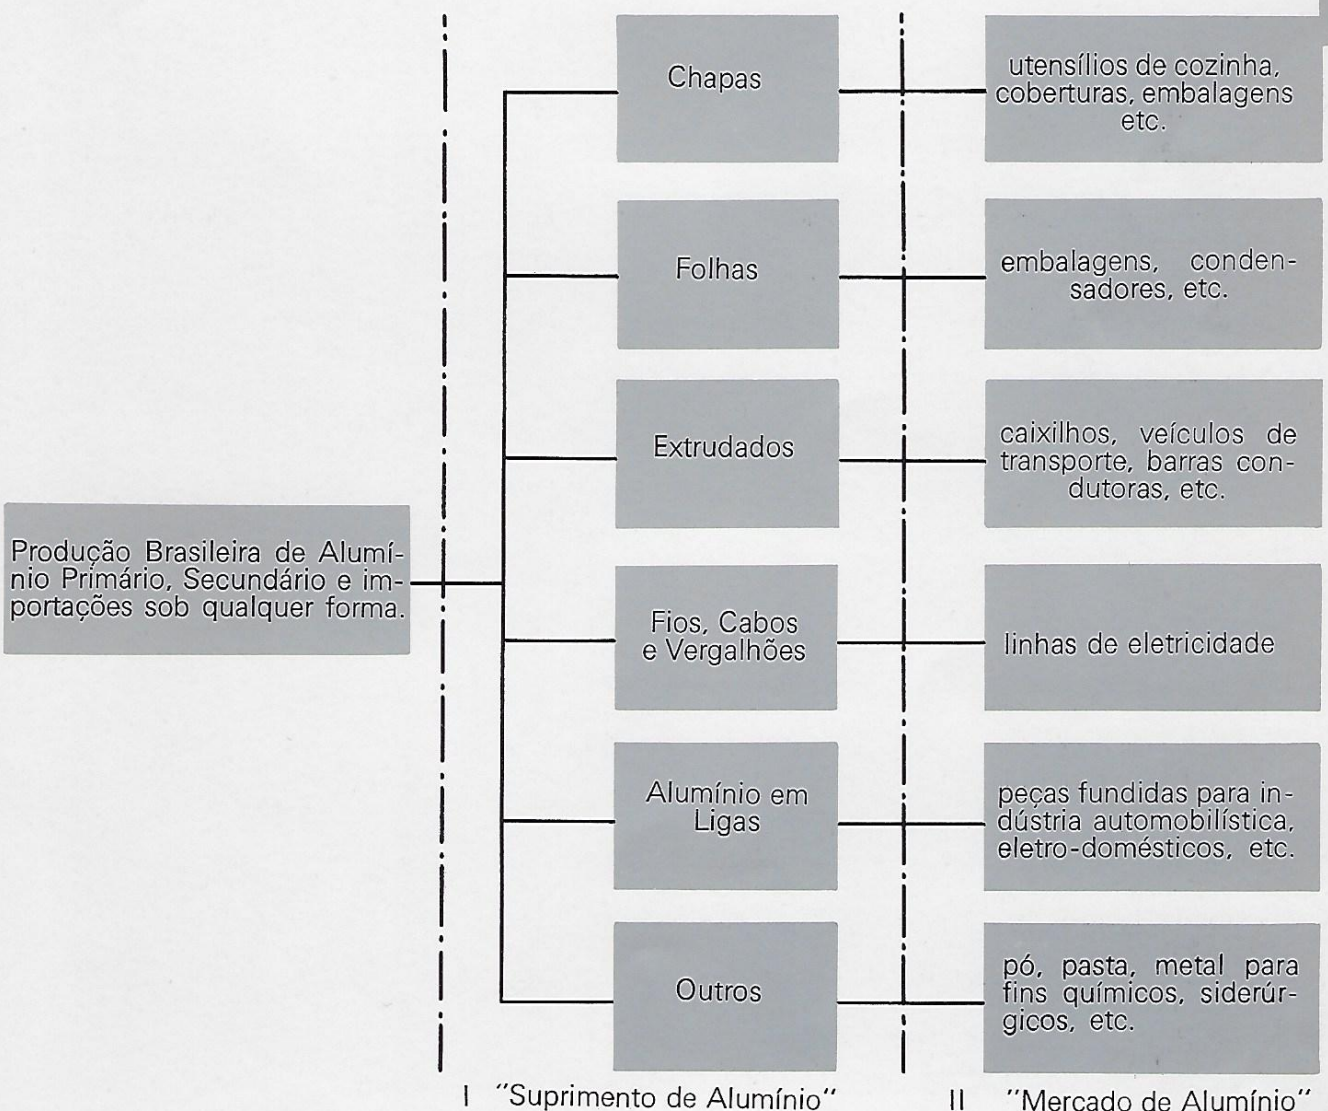 Chapas
utensílios de cozinha,
coberturas, embalagens
etc.
Folhas
embalagens, conden-
sadores, etc.
Extrudados
caixilhos, veículos de
transporte, barras con-
dutoras, etc.
Produção Brasileira de Alumí-
nio Primário, Secundário e im-
portações sob qualquer forma.
Fios, Cabos
e Vergalhões
linhas de eletricidade
Alumínio em
Ligas
peças fundidas para in-
dústria automobilística,
eletro-domésticos, etc.
Outros
pó, pasta, metal para
fins químicos, siderúr-
gicos, etc.
I "Suprimento de Alumínio"
II "Mercado de Alumínio"